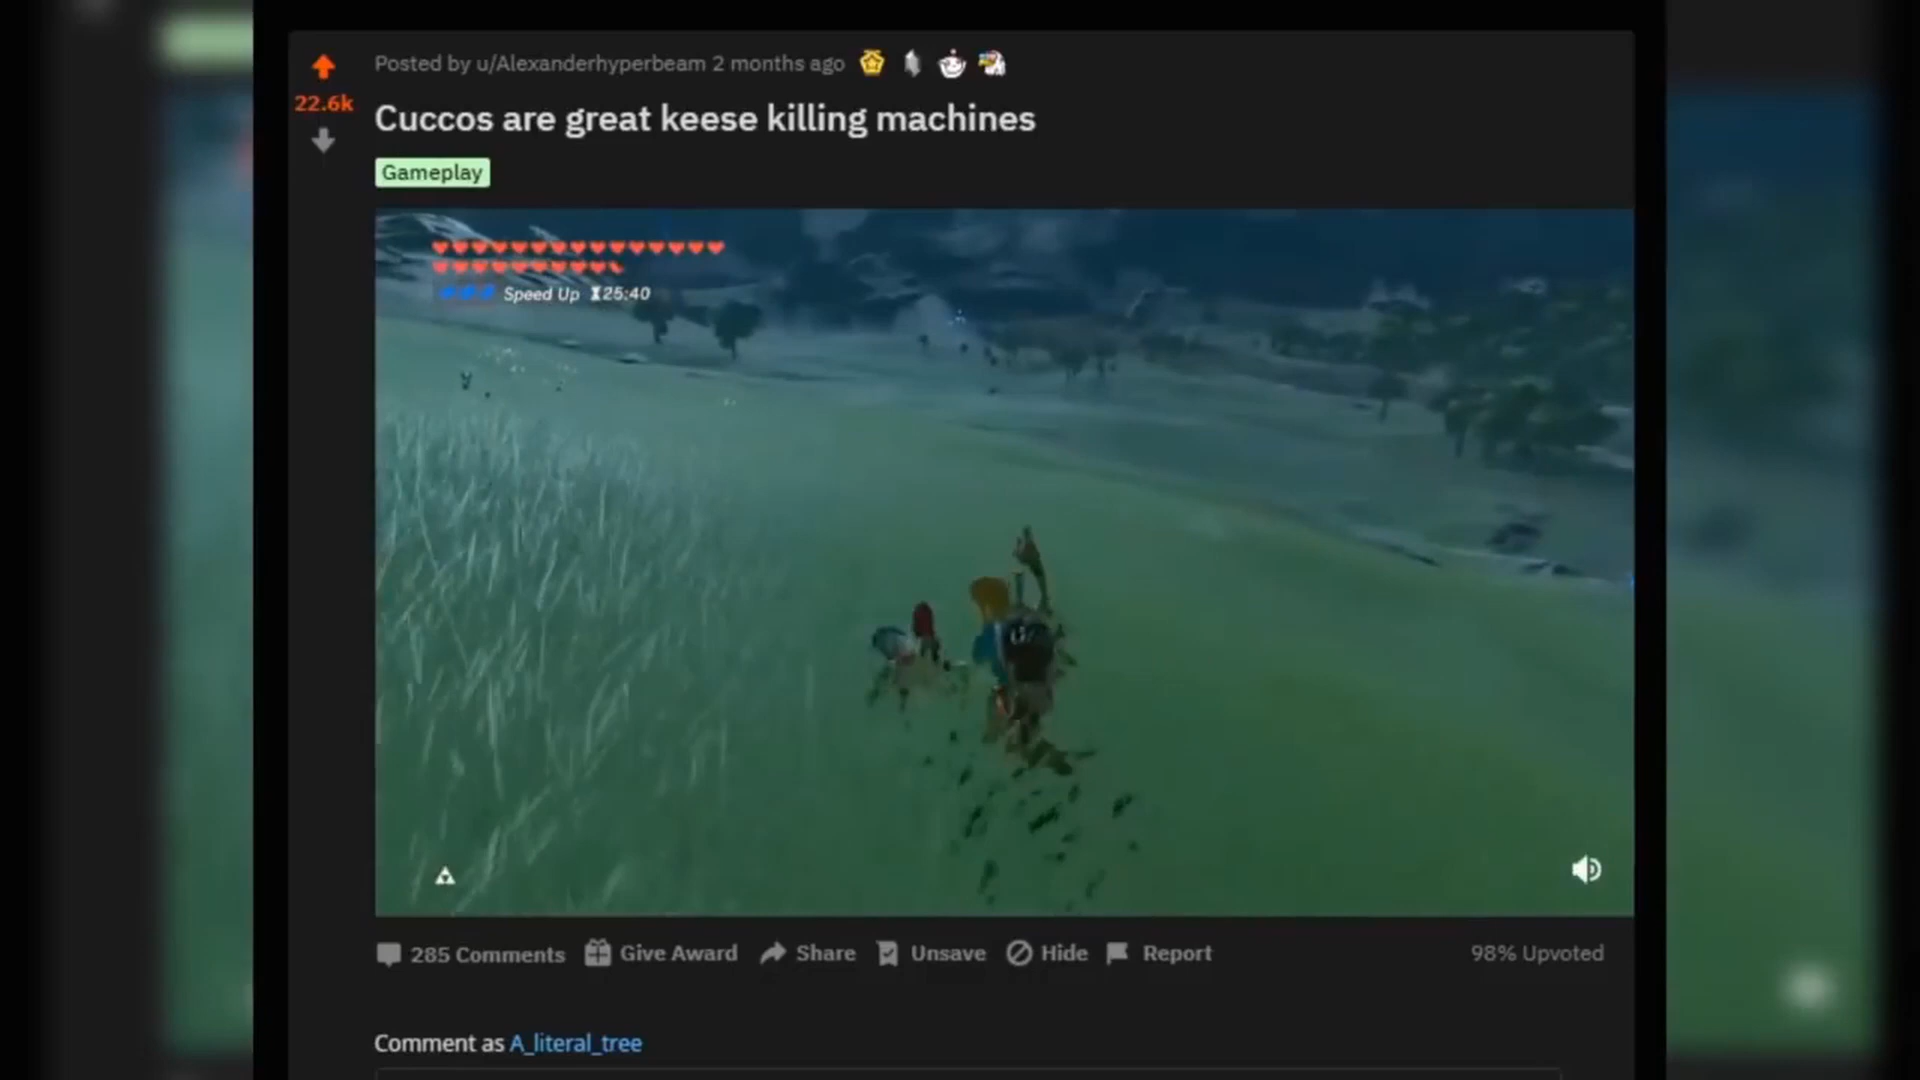 Posted by u/Alexanderhyperbeam 2 months ago
22.6k
Cuccos are great keese killing machines
Gameplay
Speed Up 25:40
285 Comments Give Award Share Unsave Hide Report 98% Upvoted
Comment as A_literal_tree